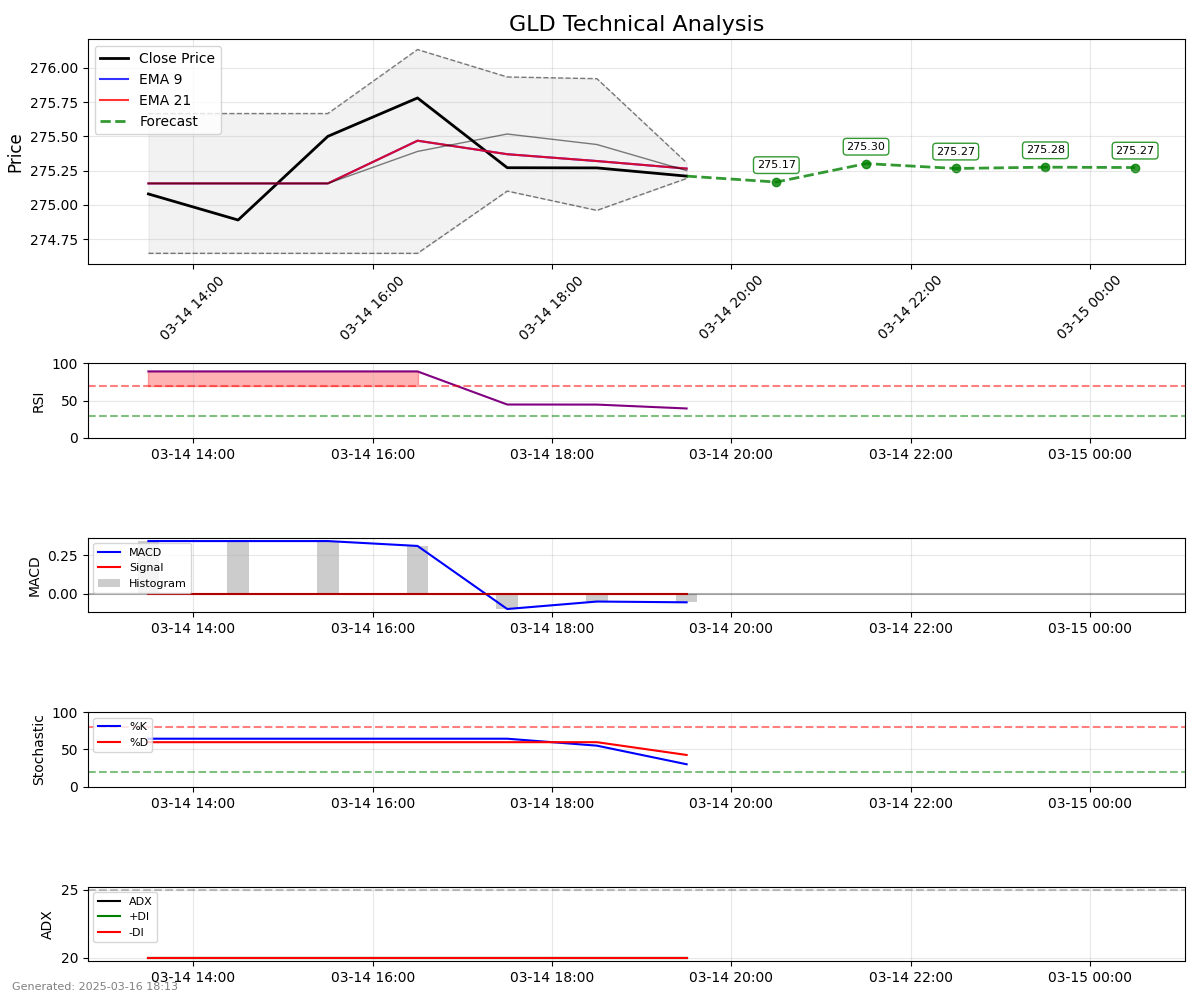 GLD Technical Analysis
Price
276.00
275.75
275.50
275.25
275.00
274.75
Close Price
EMA 9
EMA 21
Forecast
275.17
275.30
275.27
275.28
275.27
03-14 14:00
03-14 16:00
03-14 18:00
03-14 20:00
03-14 22:00
03-15 00:00
RSI
100
50
0
03-14 14:00 03-14 16:00 03-14 18:00 03-14 20:00 03-14 22:00 03-15 00:00
MACD
0.25
0.00
MACD
Signal
Histogram
03-14 14:00 03-14 16:00 03-14 18:00 03-14 20:00 03-14 22:00 03-15 00:00
Stochastic
100
50
0
%K
%D
03-14 14:00 03-14 16:00 03-14 18:00 03-14 20:00 03-14 22:00 03-15 00:00
ADX
25
20
ADX
+DI
-DI
03-14 14:00 03-14 16:00 03-14 18:00 03-14 20:00 03-14 22:00 03-15 00:00
Generated: 2025-03-16 18:13